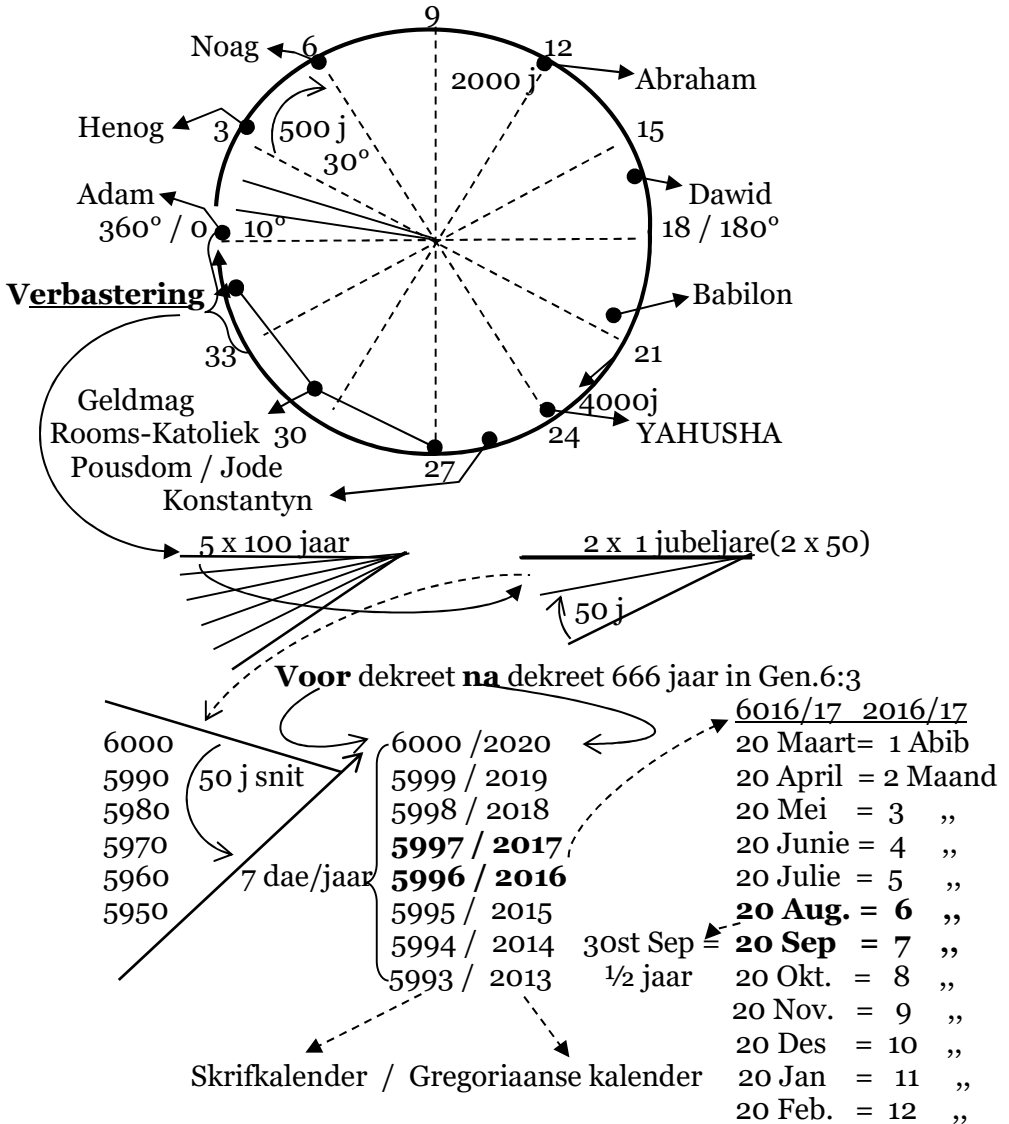 9
Noag
6
12
2000 j
Abraham
Henog
3
500 j
15
30°
Adam
Dawid
360° / 0
10°
18 / 180°
Verbastering
Babilon
33
21
Geldmag
4000j
Rooms-Katoliek 30
24
YAHUSHA
Pousdom / Jode
27
Konstantyn
5 x 100 jaar
2 x 1 jubeljare(2 x 50)
50 j
Voor dekreet na dekreet 666 jaar in Gen.6:3
6000
5990
5980
5970
5960
5950
50 j snit
7 dae/jaar
6000 /2020
5999 / 2019
5998 / 2018
5997 / 2017
5996 / 2016
5995 / 2015
5994 / 2014
5993 / 2013
Skrifkalender / Gregoriaanse kalender
30st Sep =
½ jaar
6016/17 2016/17
20 Maart= 1 Abib
20 April = 2 Maand
20 Mei = 3 ,,
20 Junie = 4 ,,
20 Julie = 5 ,,
20 Aug. = 6 ,,
20 Sep = 7 ,,
20 Okt. = 8 ,,
20 Nov. = 9 ,,
20 Des = 10 ,,
20 Jan = 11 ,,
20 Feb. = 12 ,,